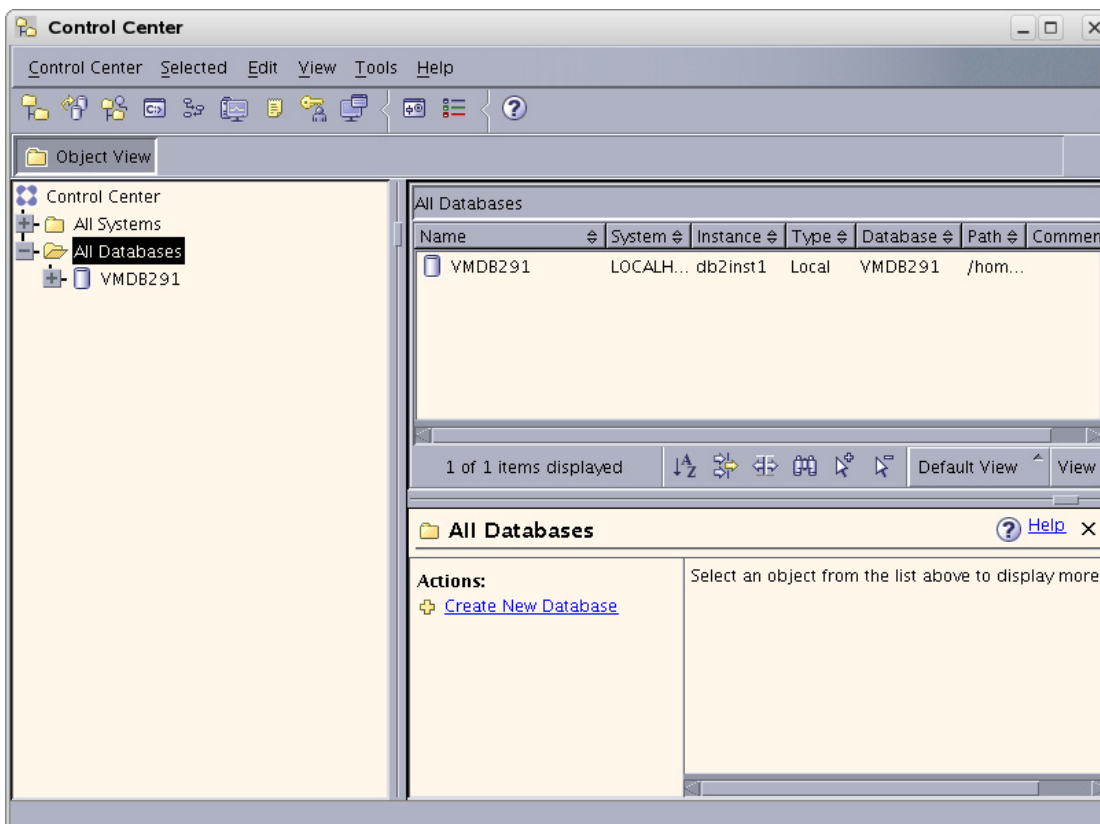 Control Center
Control Center Selected Edit View Tools Help
Object View
Control Center
All Systems
All Databases
VMDB291
All Databases
Name System Instance Type Database Path Commen
VMDB291 LOCALH... db2inst1 Local VMDB291 /hom...
1 of 1 items displayed Default View View
All Databases Help
Actions:
Create New Database
Select an object from the list above to display more